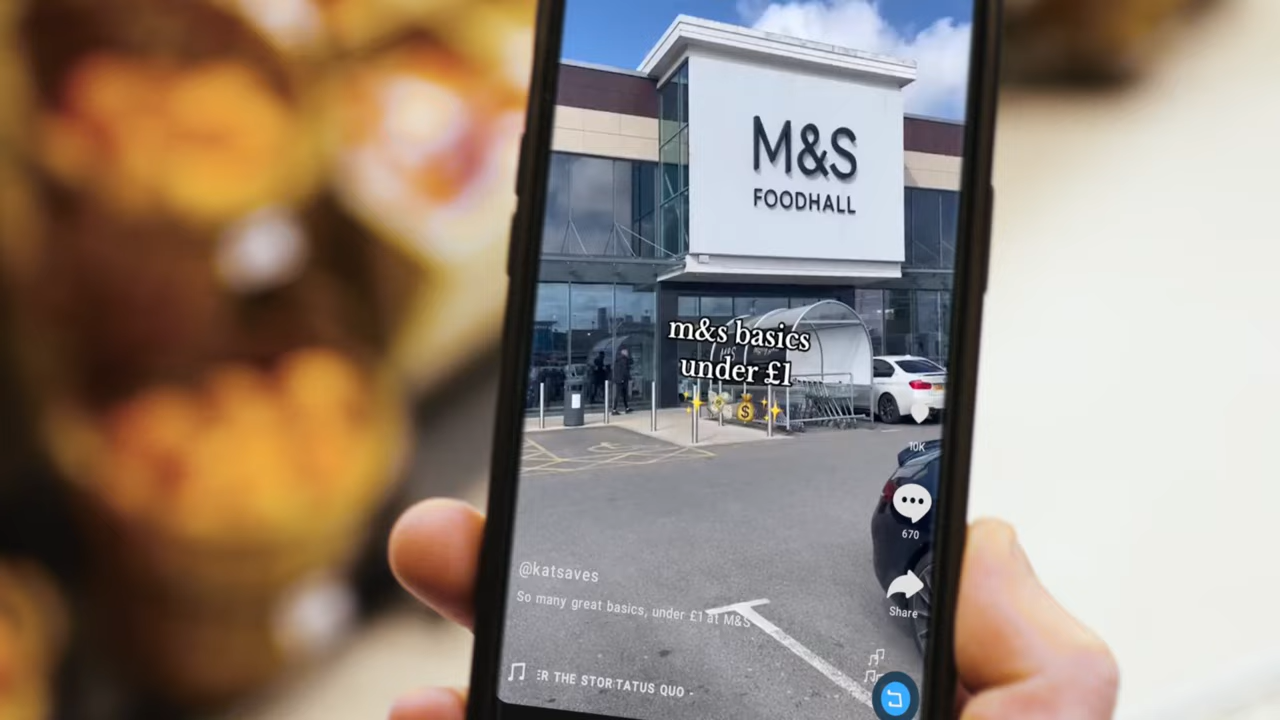 M&S
FOODHALL
m&s basics
under £1
10K
670
@katsaves
So many great basics, under £1 at M&S
Share
ER THE STOR TATUS QUO -